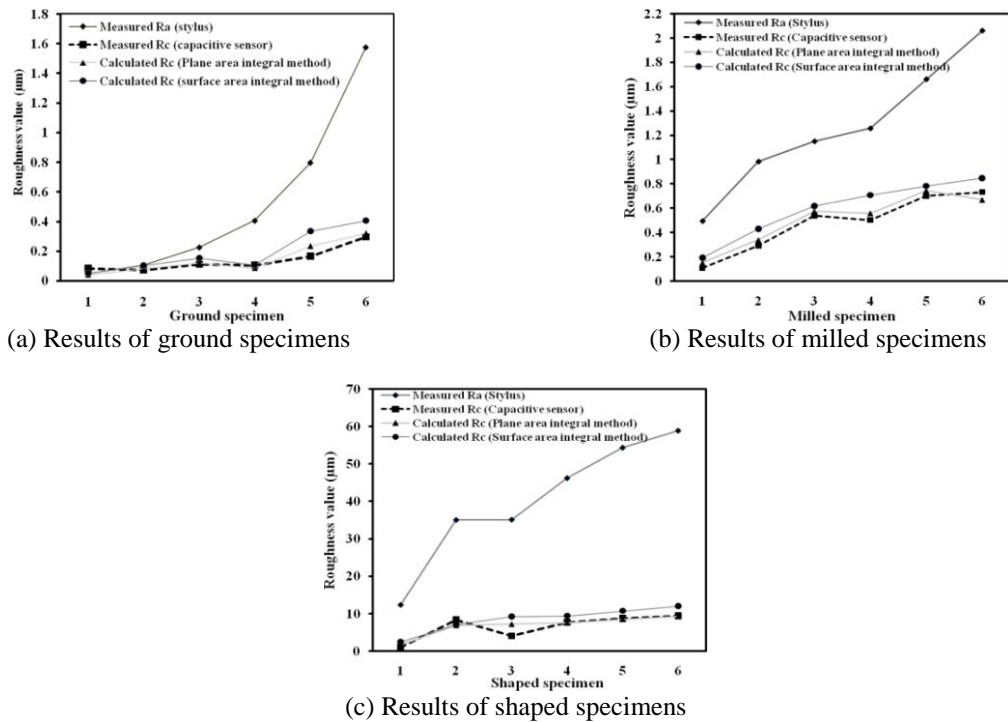 1.8
1.6
1.4
1.2
1
0.8
0.6
0.4
0.2
0
Roughness value (µm)
Measured Ra (stylus)
Measured Rc (capacitive sensor)
Calculated Rc (Plane area integral method)
Calculated Rc (surface area integral method)
1 2 3 4 5 6
Ground specimen
(a) Results of ground specimens
2.2
2
1.8
1.6
1.4
1.2
1
0.8
0.6
0.4
0.2
0
Roughness value (µm)
Measured Ra (Stylus)
Measured Rc (Capacitive sensor)
Calculated Rc (Plane area integral method)
Calculated Rc (Surface area integral method)
1 2 3 4 5 6
Milled specimen
(b) Results of milled specimens
70
60
50
40
30
20
10
0
Roughness value (µm)
Measured Ra (Stylus)
Measured Rc (Capacitive sensor)
Calculated Rc (Plane area integral method)
Calculated Rc (Surface area integral method)
1 2 3 4 5 6
Shaped specimen
(c) Results of shaped specimens